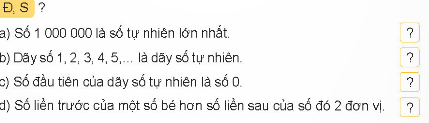 Đ, S ?
a) Số 1 000 000 là số tự nhiên lớn nhất. ?
b) Dãy số 1, 2, 3, 4, 5,... là dãy số tự nhiên. ?
c) Số đầu tiên của dãy số tự nhiên là số 0. ?
d) Số liền trước của một số bé hơn số liền sau của số đó 2 đơn vị. ?